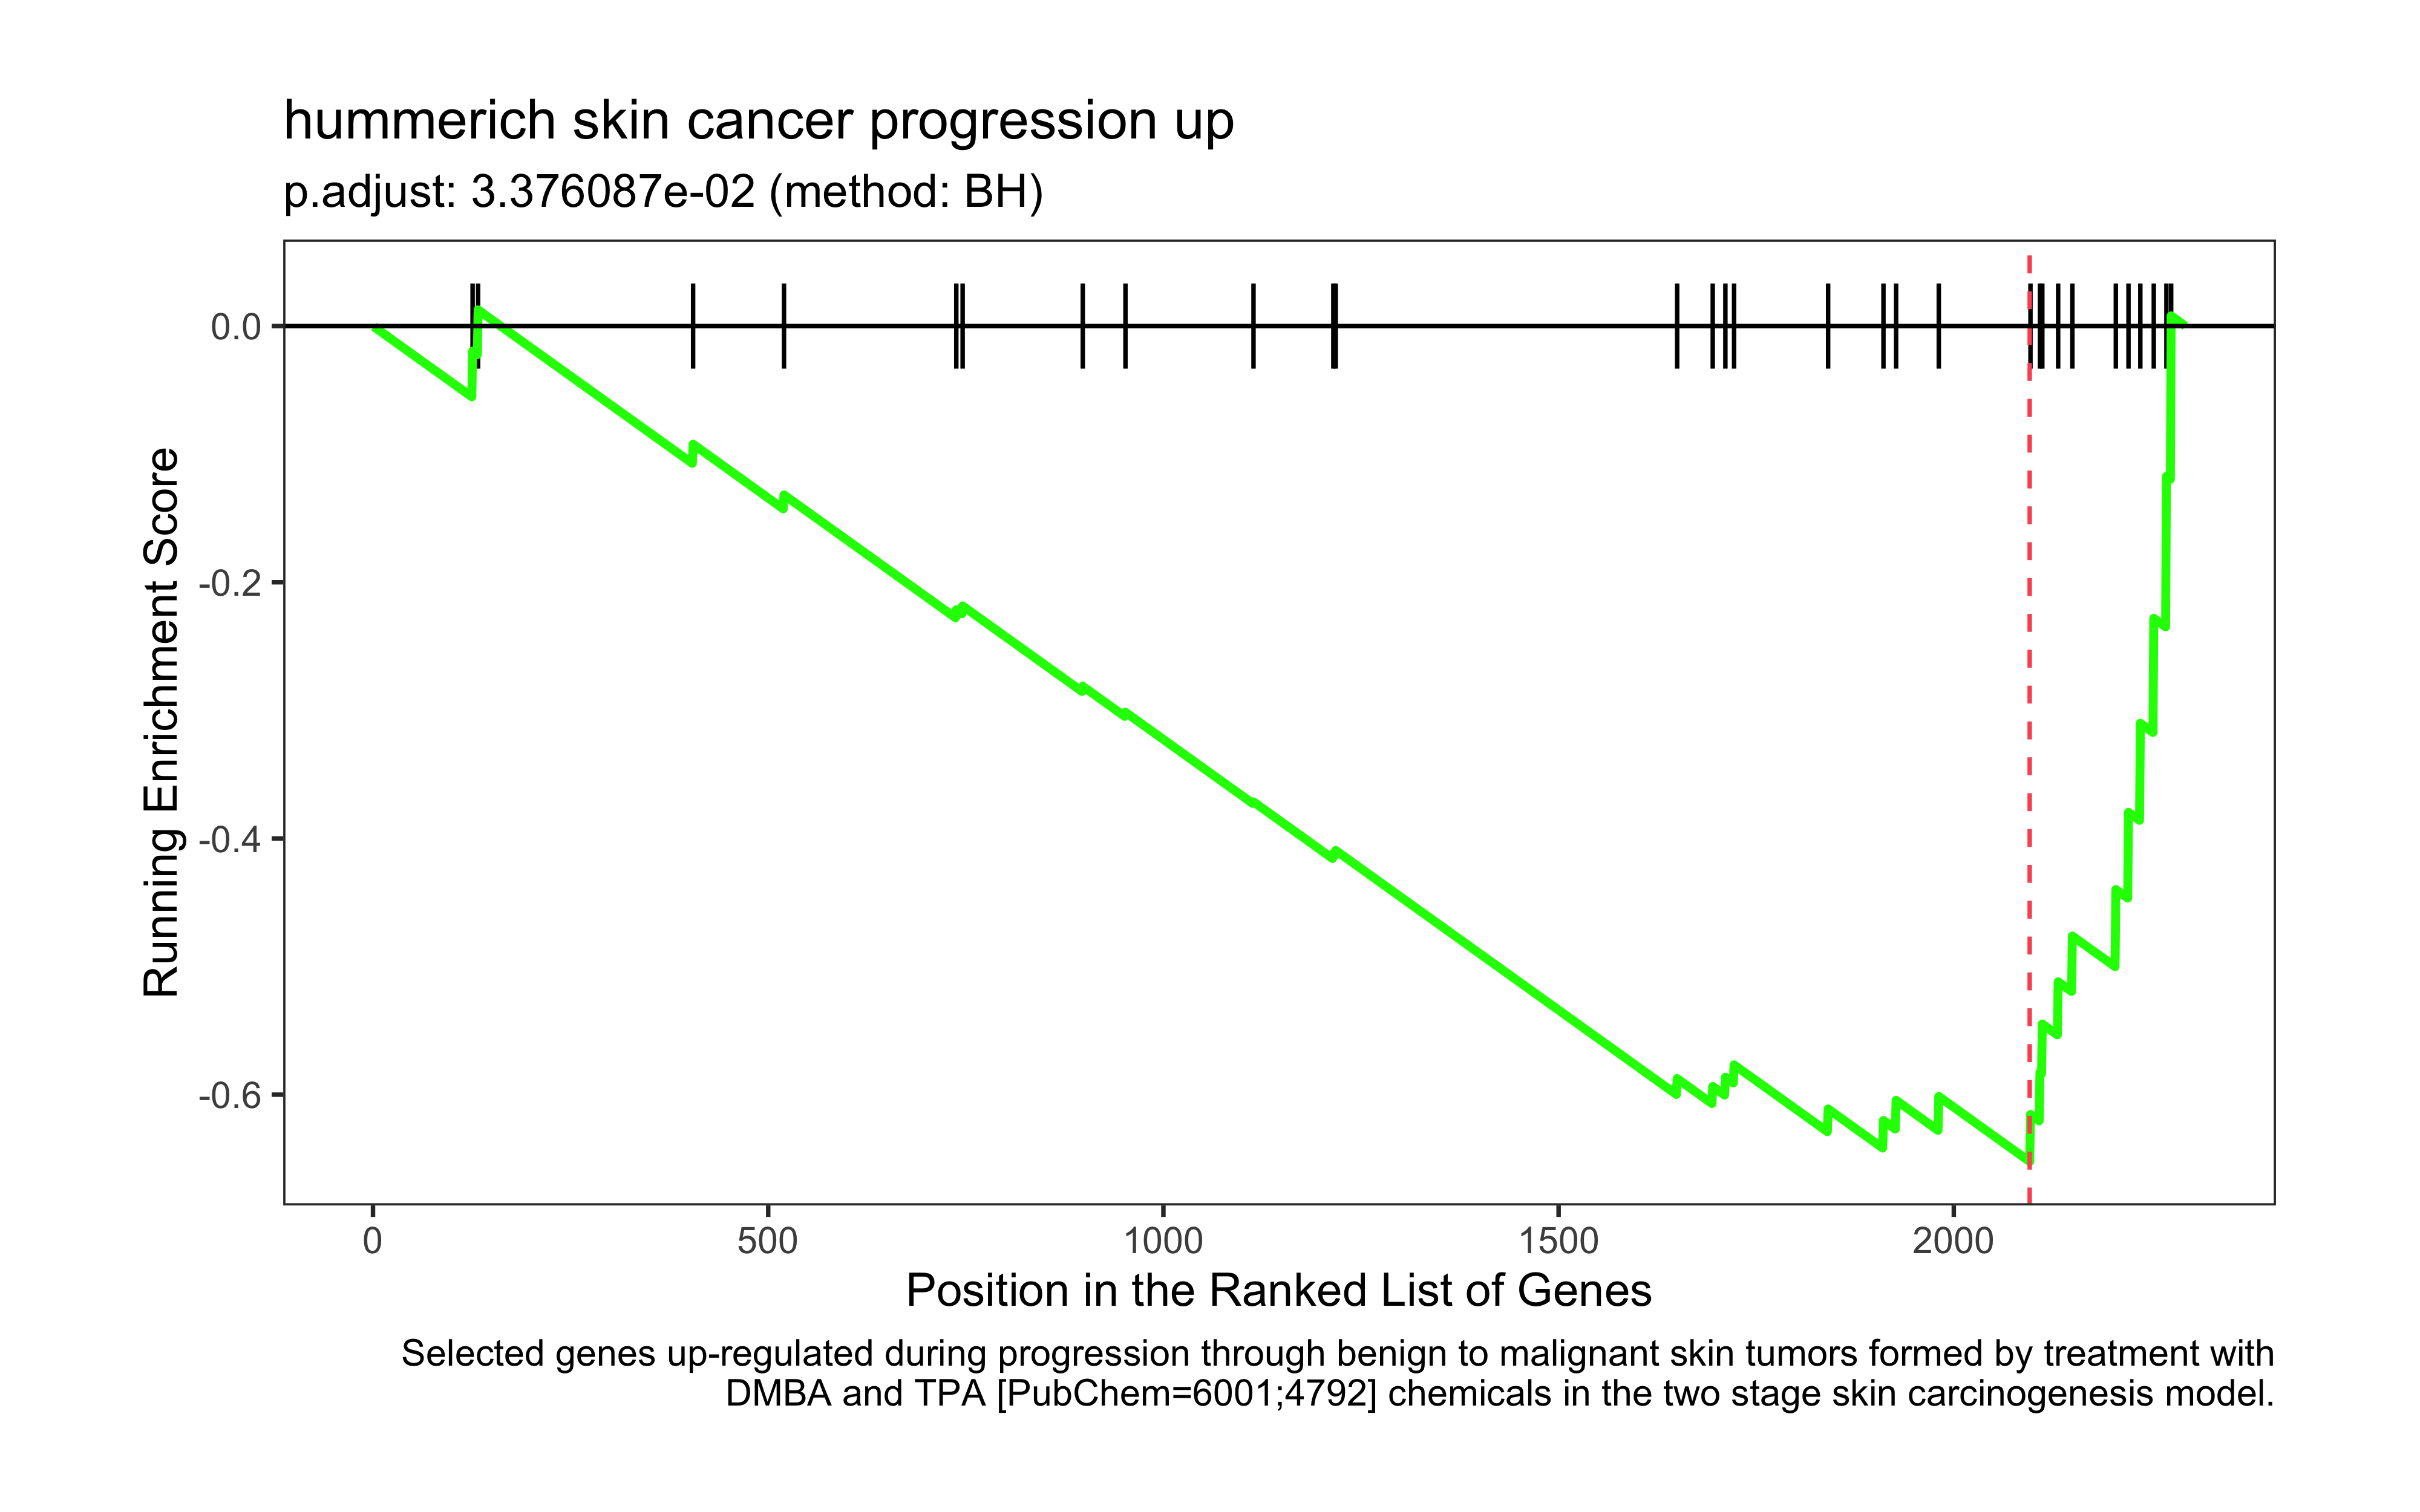 hummerich skin cancer progression up
p.adjust: 3.376087e-02 (method: BH)
Running Enrichment Score
0.0
-0.2
-0.4
-0.6
0
500
1000
1500
2000
Position in the Ranked List of Genes
Selected genes up-regulated during progression through benign to malignant skin tumors formed by treatment with
DMBA and TPA [PubChem=6001;4792] chemicals in the two stage skin carcinogenesis model.